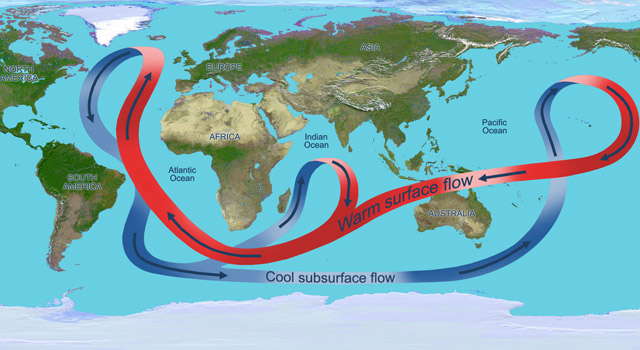 NORTH
AMERICA
EUROPE
ASIA
AFRICA
Indian
Ocean
Pacific
Ocean
Atlantic
Ocean
SOUTH
AMERICA
Warm surface flow
AUSTRALIA
Cool subsurface flow